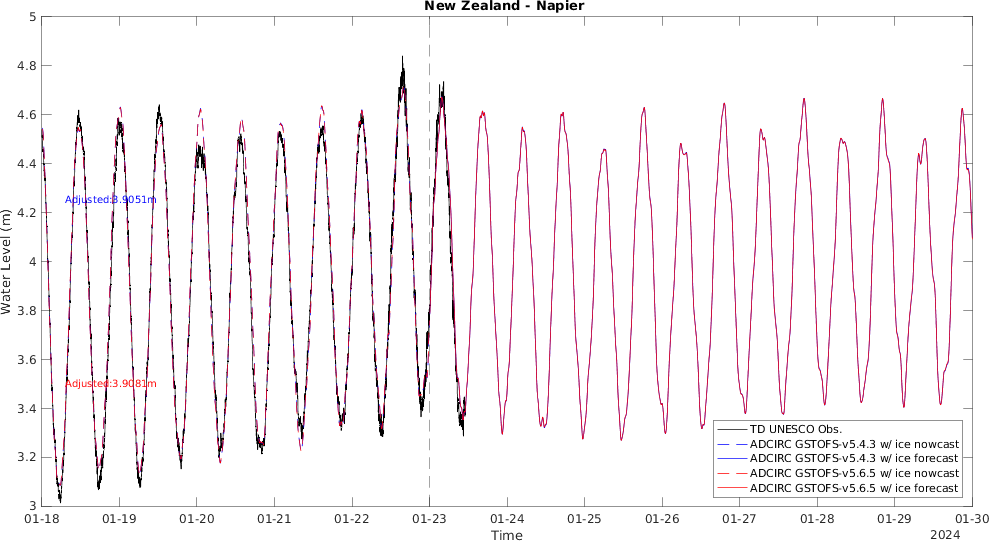 New Zealand - Napier
5
4.8
4.6
4.4
4.2
4
3.8
3.6
3.4
3.2
3
Water Level (m)
Adjusted:3.9051m
Adjusted:3.9081m
TD UNESCO Obs.
ADCIRC GSTOFS-v5.4.3 w/ ice nowcast
ADCIRC GSTOFS-v5.4.3 w/ ice forecast
ADCIRC GSTOFS-v5.6.5 w/ ice nowcast
ADCIRC GSTOFS-v5.6.5 w/ ice forecast
01-18 01-19 01-20 01-21 01-22 01-23 01-24 01-25 01-26 01-27 01-28 01-29 01-30
Time
2024